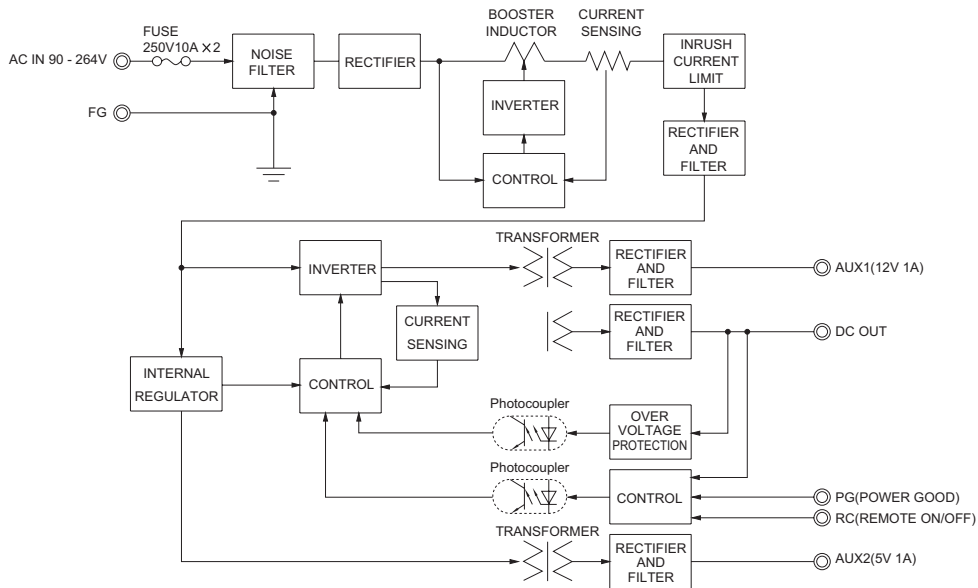 FUSE
250V10A×2
BOOSTER
INDUCTOR
CURRENT
SENSING
AC IN 90 - 264V
NOISE
FILTER
RECTIFIER
INRUSH
CURRENT
LIMIT
INVERTER
FG
RECTIFIER
AND
FILTER
CONTROL
TRANSFORMER
INVERTER
RECTIFIER
AND
FILTER
AUX1(12V 1A)
CURRENT
SENSING
RECTIFIER
AND
FILTER
DC OUT
INTERNAL
REGULATOR
CONTROL
Photocoupler
OVER
VOLTAGE
PROTECTION
Photocoupler
CONTROL
PG(POWER GOOD)
RC(REMOTE ON/OFF)
TRANSFORMER
RECTIFIER
AND
FILTER
AUX2(5V 1A)